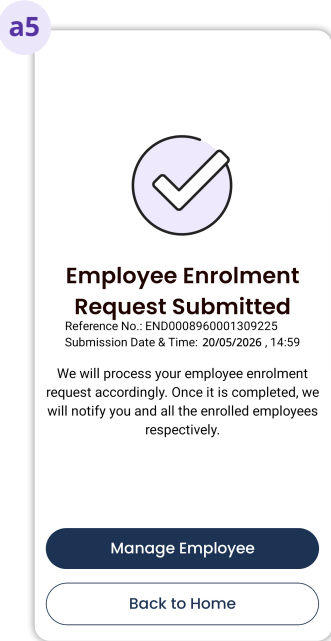 a5
Employee Enrolment
Request Submitted
Reference No.: END0008960001309225
Submission Date & Time: 20/05/2026 , 14:59
We will process your employee enrolment
request accordingly. Once it is completed, we
will notify you and all the enrolled employees
respectively.
Manage Employee
Back to Home